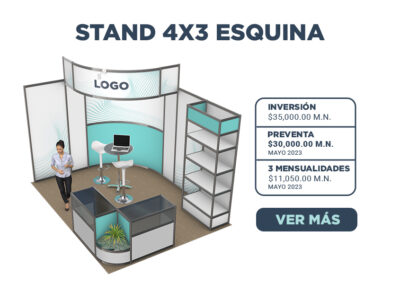 STAND 4X3 ESQUINA
LOGO
INVERSIÓN
$35,000.00 M.N.
PREVENTA
$30,000.00 M.N.
MAYO 2023
3 MENSUALIDADES
$11,050.00 M.N.
MAYO 2023
VER MÁS